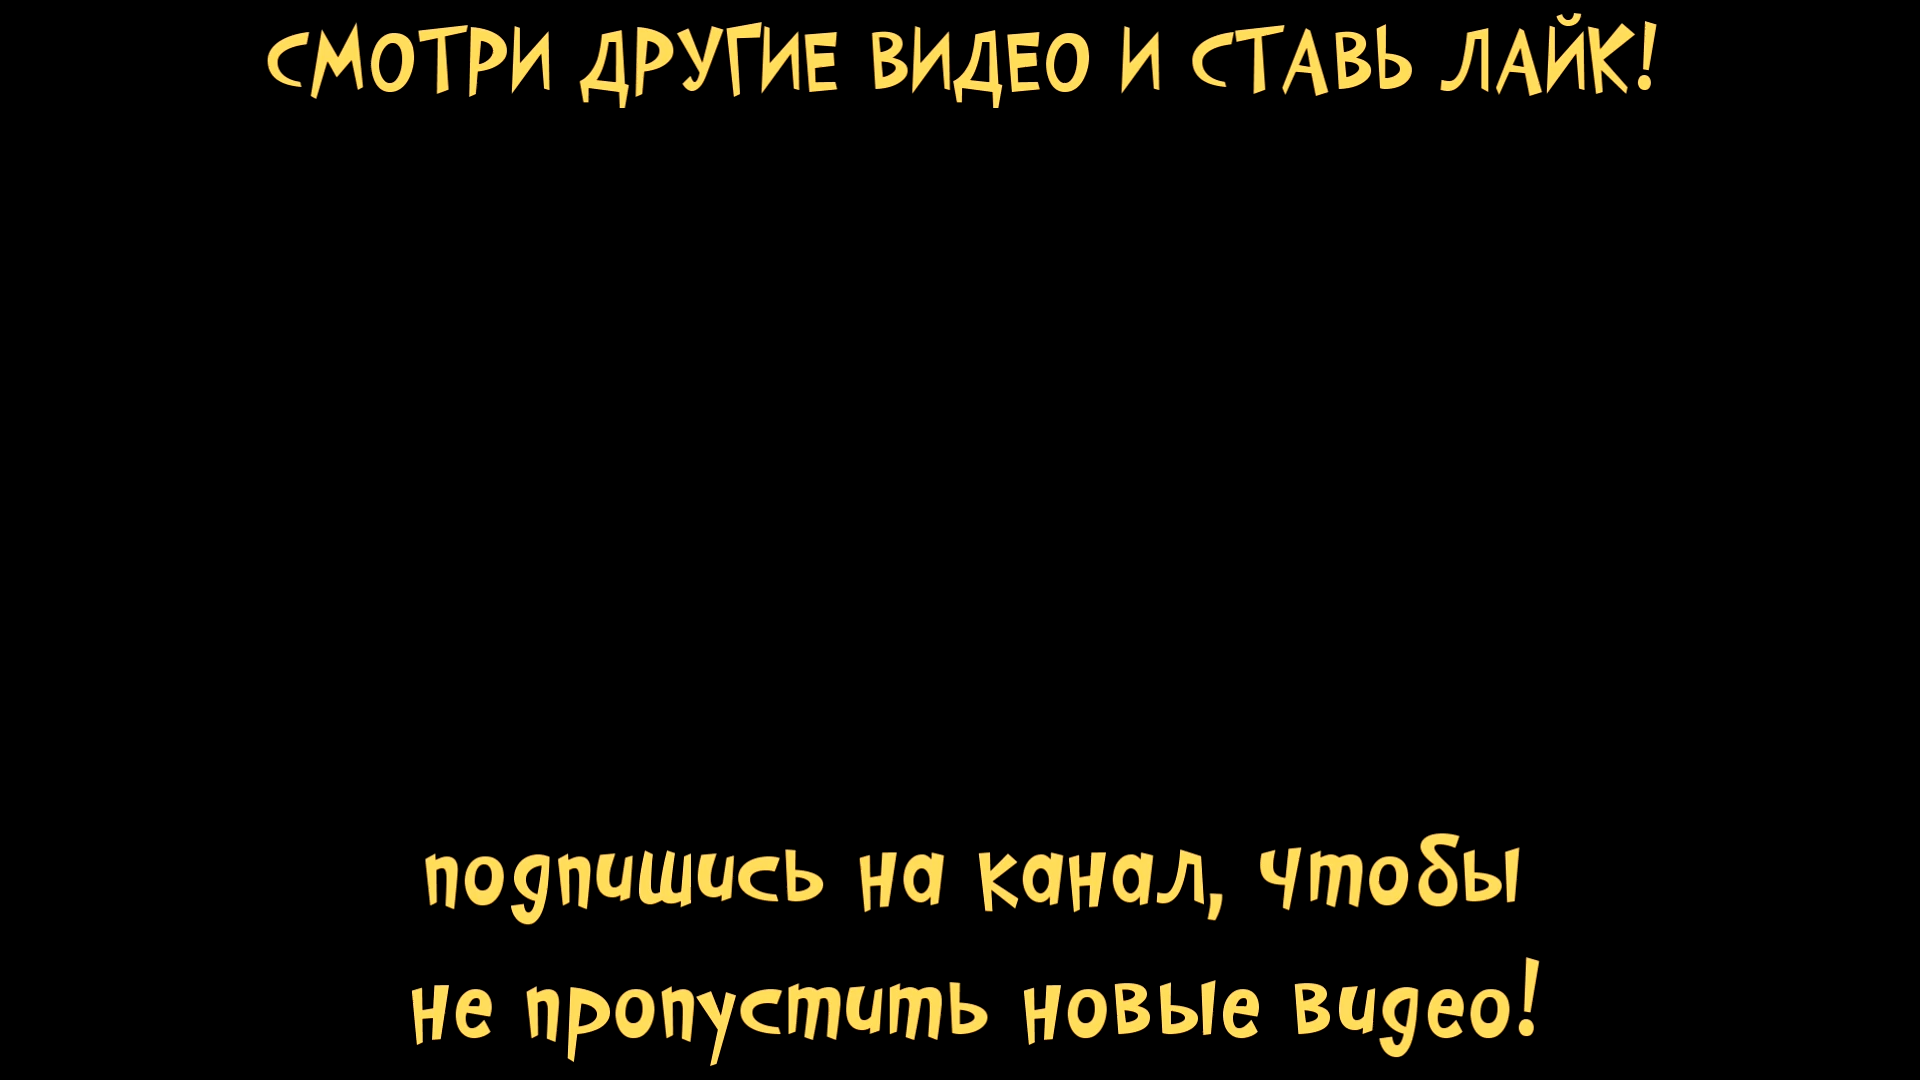 СМОТРИ ДРУГИЕ ВИДЕО И СТАВЬ ЛАЙК!
подпишись на канал, чтобы
не пропустить новые видео!